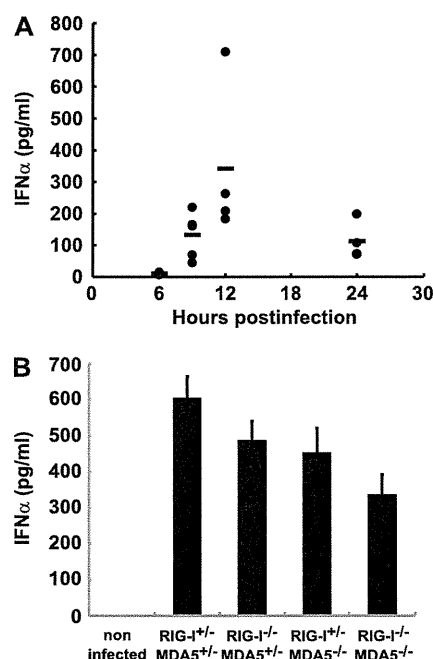 A
800
700
600
500
400
300
200
100
0
IFNα (pg/ml)
0 6 9 12 18 24 30
Hours postinfection
B
700
600
500
400
300
200
100
0
IFNα (pg/ml)
non infected
RIG-I+/- MDA5+/-
RIG-I-/- MDA5+/-
RIG-I+/- MDA5-/-
RIG-I-/- MDA5-/-